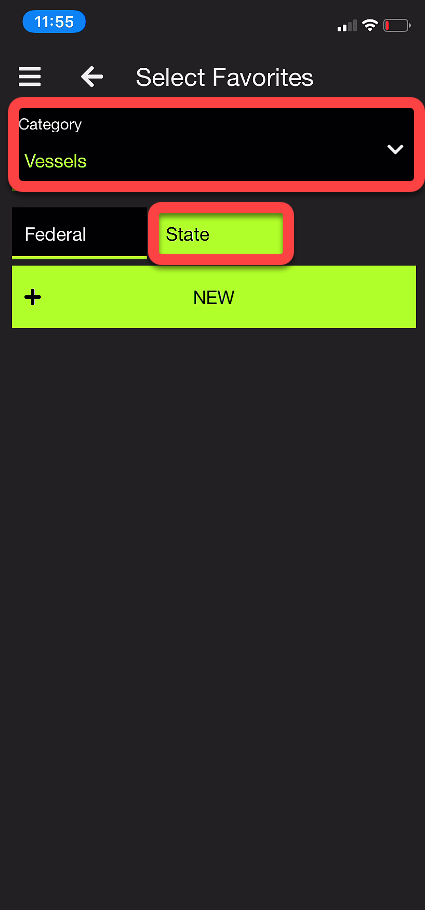 11:55
Select Favorites
Category
Vessels
Federal
State
NEW